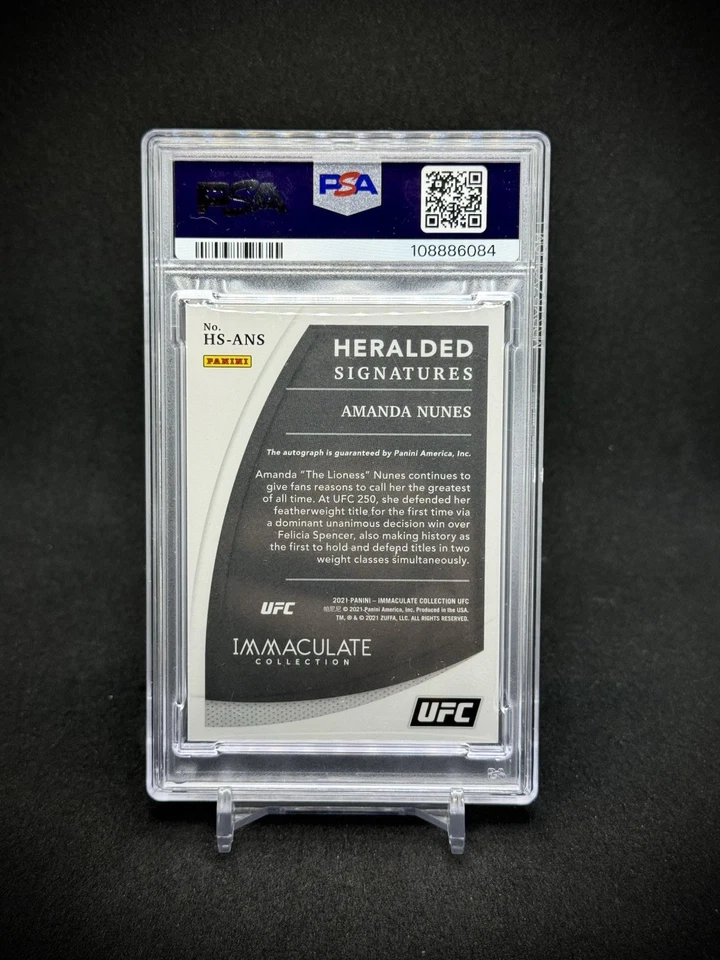 PSA
PSA
108886084
No.
HS-ANS
PANINI
HERALDED
SIGNATURES
AMANDA NUNES
The autograph is guaranteed by Panini America, Inc.
Amanda "The Lioness" Nunes continues to
give fans reasons to call her the greatest
of all time. At UFC 250, she defended her
featherweight title for the first time via
a dominant unanimous decision win over
Felicia Spencer, also making history as
the first to hold and defend titles in two
weight classes simultaneously.
UFC
2021 PANINI – IMMACULATE COLLECTION UFC
帕尼尼 © 2021 Panini America, Inc. Produced in the USA.
TM, ® & © 2021 ZUFFA, LLC. ALL RIGHTS RESERVED.
IMMACULATE
COLLECTION
UFC
PSA